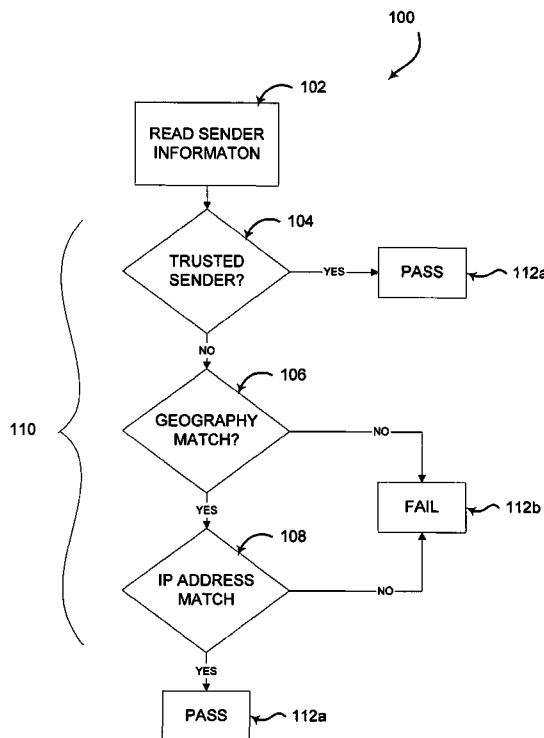 100
102
READ SENDER
INFORMATON
104
TRUSTED
SENDER?
YES
PASS
112a
NO
106
GEOGRAPHY
MATCH?
NO
110
FAIL
112b
YES
108
IP ADDRESS
MATCH
NO
YES
PASS
112a